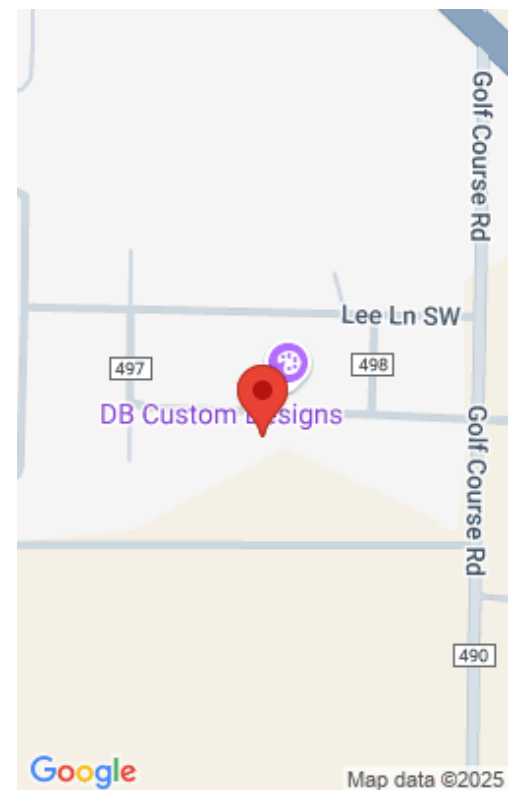 Golf Course Rd
Lee Ln SW
497
498
DB Custom Designs
Golf Course Rd
490
Google
Map data ©2025